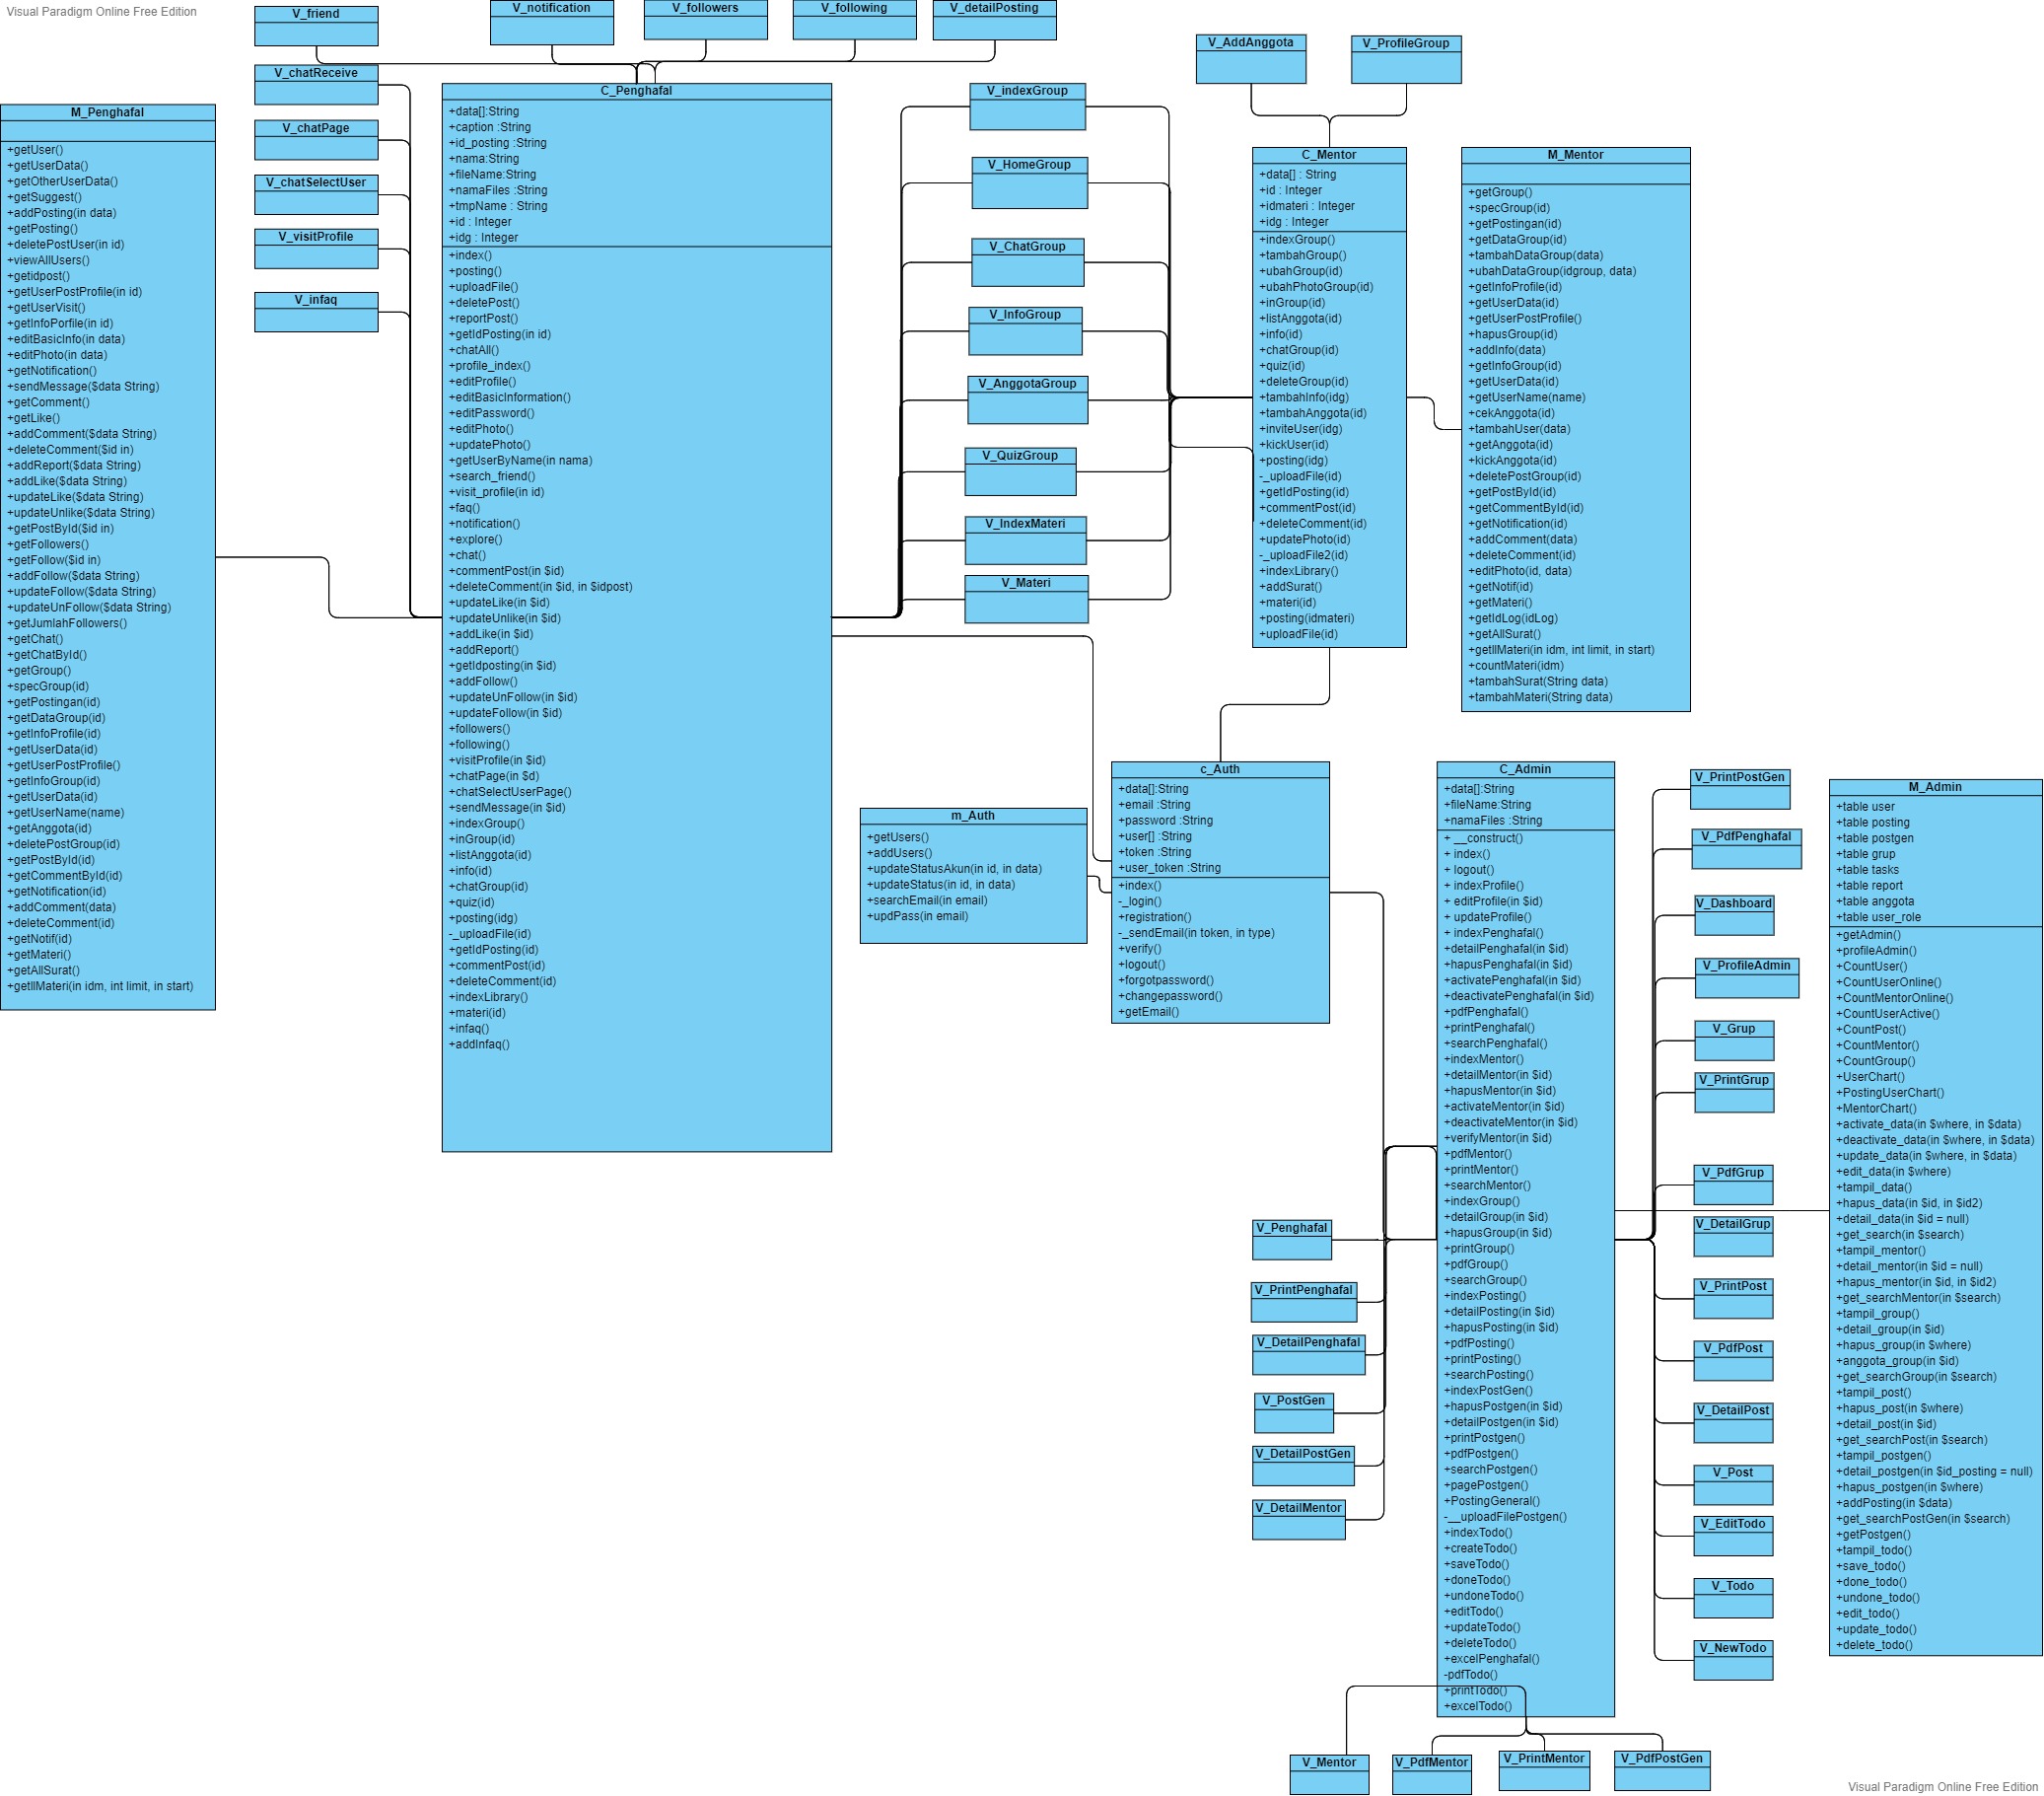 Visual Paradigm Online Free Edition
V_friend
V_notification
V_followers
V_following
V_detailPosting
V_chatReceive
V_chatPage
V_chatSelectUser
V_visitProfile
V_infaq
M_Penghafal
+getUser()
+getUserData()
+getOtherUserData()
+getSuggest()
+addPosting(in data)
+getPosting()
+deletePostUser(in id)
+viewAllUsers()
+getidpost()
+getUserPostProfile(in id)
+getUserVisit()
+getInfoPorfile(in id)
+editBasicInfo(in data)
+editPhoto(in data)
+getNotification()
+sendMessage($data String)
+getComment()
+getLike()
+addComment($data String)
+deleteComment($id in)
+addReport($data String)
+addLike($data String)
+updateLike($data String)
+updateUnlike($data String)
+getPostById($id in)
+getFollowers()
+getFollow($id in)
+addFollow($data String)
+updateFollow($data String)
+updateUnFollow($data String)
+getJumlahFollowers()
+getChat()
+getChatById()
+getGroup()
+specGroup(id)
+getPostingan(id)
+getDataGroup(id)
+getInfoProfile(id)
+getUserData(id)
+getUserPostProfile()
+getInfoGroup(id)
+getUserData(id)
+getUserName(name)
+getAnggota(id)
+deletePostGroup(id)
+getPostById(id)
+getCommentById(id)
+getNotification(id)
+addComment(data)
+deleteComment(id)
+getNotif(id)
+getMateri()
+getAllSurat()
+getIlMateri(in idm, int limit, in start)
C_Penghafal
+data[]:String
+caption :String
+id_posting :String
+nama:String
+fileName:String
+namaFiles :String
+tmpName : String
+id : Integer
+idg : Integer
+index()
+posting()
+uploadFile()
+deletePost()
+reportPost()
+getIdPosting(in id)
+chatAll()
+profile_index()
+editProfile()
+editBasicInformation()
+editPassword()
+editPhoto()
+updatePhoto()
+getUserByName(in nama)
+search_friend()
+visit_profile(in id)
+faq()
+notification()
+explore()
+chat()
+commentPost(in $id)
+deleteComment(in $id, in $idpost)
+updateLike(in $id)
+updateUnlike(in $id)
+addLike(in $id)
+addReport()
+getIdposting(in $id)
+addFollow()
+updateUnFollow(in $id)
+updateFollow(in $id)
+followers()
+following()
+visitProfile(in $id)
+chatPage(in $d)
+chatSelectUserPage()
+sendMessage(in $id)
+indexGroup()
+inGroup(id)
+listAnggota(id)
+info(id)
+chatGroup(id)
+quiz(id)
+posting(idg)
-_uploadFile(id)
+getIdPosting(id)
+commentPost(id)
+deleteComment(id)
+indexLibrary()
+materi(id)
+infaq()
+addInfaq()
V_indexGroup
V_HomeGroup
V_ChatGroup
V_InfoGroup
V_AnggotaGroup
V_QuizGroup
V_IndexMateri
V_Materi
V_AddAnggota
V_ProfileGroup
C_Mentor
+data[] : String
+id : Integer
+idmateri : Integer
+idg : Integer
+indexGroup()
+tambahGroup()
+ubahGroup(id)
+ubahPhotoGroup(id)
+inGroup(id)
+listAnggota(id)
+info(id)
+chatGroup(id)
+quiz(id)
+deleteGroup(id)
+tambahInfo(idg)
+tambahAnggota(id)
+inviteUser(idg)
+kickUser(id)
+posting(idg)
-_uploadFile(id)
+getIdPosting(id)
+commentPost(id)
+deleteComment(id)
+updatePhoto(id)
-_uploadFile2(id)
+indexLibrary()
+addSurat()
+materi(id)
+posting(idmateri)
+uploadFile(id)
M_Mentor
+getGroup()
+specGroup(id)
+getPostingan(id)
+getDataGroup(id)
+tambahDataGroup(data)
+ubahDataGroup(idgroup, data)
+getInfoProfile(id)
+getUserData(id)
+getUserPostProfile()
+hapusGroup(id)
+addInfo(data)
+getInfoGroup(id)
+getUserData(id)
+getUserName(name)
+cekAnggota(id)
+tambahUser(data)
+getAnggota(id)
+kickAnggota(id)
+deletePostGroup(id)
+getPostById(id)
+getCommentById(id)
+getNotification(id)
+addComment(data)
+deleteComment(id)
+editPhoto(id, data)
+getNotif(id)
+getMateri()
+getIdLog(idLog)
+getAllSurat()
+getIlMateri(in idm, int limit, in start)
+countMateri(idm)
+tambahSurat(String data)
+tambahMateri(String data)
m_Auth
+getUsers()
+addUsers()
+updateStatusAkun(in id, in data)
+updateStatus(in id, in data)
+searchEmail(in email)
+updPass(in email)
c_Auth
+data[]:String
+email :String
+password :String
+user[] :String
+token :String
+user_token :String
+index()
-_login()
+registration()
-_sendEmail(in token, in type)
+verify()
+logout()
+forgotpassword()
+changepassword()
+getEmail()
C_Admin
+data[]:String
+fileName:String
+namaFiles :String
+ __construct()
+ index()
+ logout()
+ indexProfile()
+ editProfile(in $id)
+ updateProfile()
+ indexPenghafal()
+detailPenghafal(in $id)
+hapusPenghafal(in $id)
+activatePenghafal(in $id)
+deactivatePenghafal(in $id)
+pdfPenghafal()
+printPenghafal()
+searchPenghafal()
+indexMentor()
+detailMentor(in $id)
+hapusMentor(in $id)
+activateMentor(in $id)
+deactivateMentor(in $id)
+verifyMentor(in $id)
+pdfMentor()
+printMentor()
+searchMentor()
+indexGroup()
+detailGroup(in $id)
+hapusGroup(in $id)
+printGroup()
+pdfGroup()
+searchGroup()
+indexPosting()
+detailPosting(in $id)
+hapusPosting(in $id)
+pdfPosting()
+printPosting()
+searchPosting()
+indexPostGen()
+hapusPostgen(in $id)
+detailPostgen(in $id)
+printPostgen()
+pdfPostgen()
+searchPostgen()
+pagePostgen()
+PostingGeneral()
-__uploadFilePostgen()
+indexTodo()
+createTodo()
+saveTodo()
+doneTodo()
+undoneTodo()
+editTodo()
+updateTodo()
+deleteTodo()
+excelPenghafal()
-pdfTodo()
+printTodo()
+excelTodo()
V_Penghafal
V_PrintPenghafal
V_DetailPenghafal
V_PostGen
V_DetailPostGen
V_DetailMentor
V_PrintPostGen
V_PdfPenghafal
V_Dashboard
V_ProfileAdmin
V_Grup
V_PrintGrup
V_PdfGrup
V_DetailGrup
V_PrintPost
V_PdfPost
V_DetailPost
V_Post
V_EditTodo
V_Todo
V_NewTodo
M_Admin
+table user
+table posting
+table postgen
+table grup
+table tasks
+table report
+table anggota
+table user_role
+getAdmin()
+profileAdmin()
+CountUser()
+CountUserOnline()
+CountMentorOnline()
+CountUserActive()
+CountPost()
+CountMentor()
+CountGroup()
+UserChart()
+PostingUserChart()
+MentorChart()
+activate_data(in $where, in $data)
+deactivate_data(in $where, in $data)
+update_data(in $where, in $data)
+edit_data(in $where)
+tampil_data()
+hapus_data(in $id, in $id2)
+detail_data(in $id = null)
+get_search(in $search)
+tampil_mentor()
+detail_mentor(in $id = null)
+hapus_mentor(in $id, in $id2)
+get_searchMentor(in $search)
+tampil_group()
+detail_group(in $id)
+hapus_group(in $where)
+anggota_group(in $id)
+get_searchGroup(in $search)
+tampil_post()
+hapus_post(in $where)
+detail_post(in $id)
+get_searchPost(in $search)
+tampil_postgen()
+detail_postgen(in $id_posting = null)
+hapus_postgen(in $where)
+addPosting(in $data)
+get_searchPostGen(in $search)
+getPostgen()
+tampil_todo()
+save_todo()
+done_todo()
+undone_todo()
+edit_todo()
+update_todo()
+delete_todo()
V_Mentor
V_PdfMentor
V_PrintMentor
V_PdfPostGen
Visual Paradigm Online Free Edition